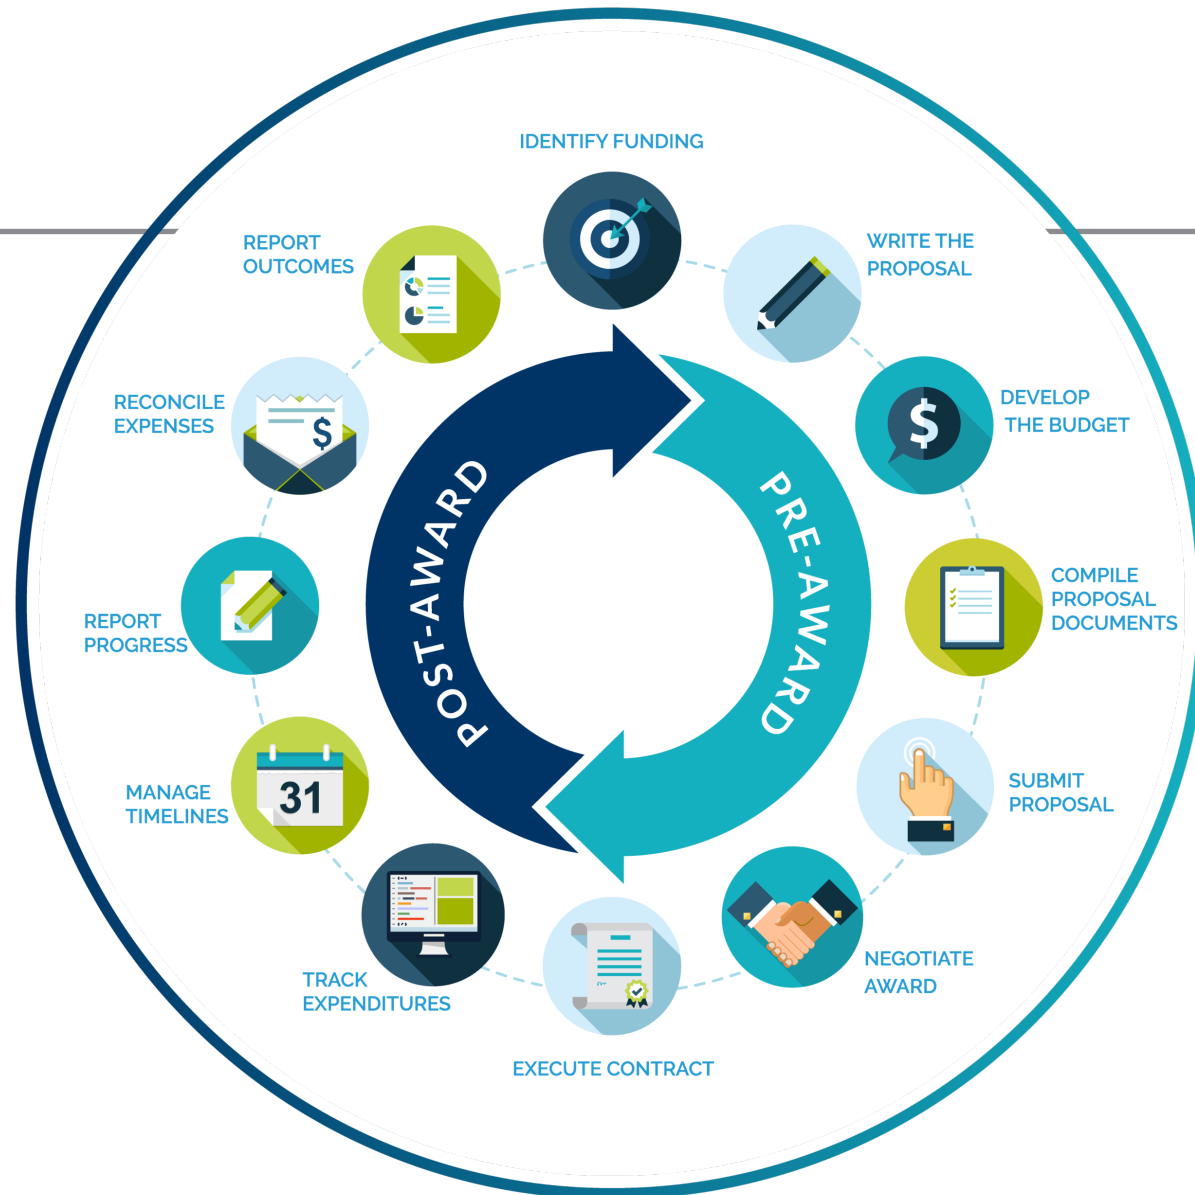 IDENTIFY FUNDING
WRITE THE
PROPOSAL
DEVELOP
THE BUDGET
COMPILE
PROPOSAL
DOCUMENTS
SUBMIT
PROPOSAL
NEGOTIATE
AWARD
EXECUTE CONTRACT
TRACK
EXPENDITURES
MANAGE
TIMELINES
31
REPORT
PROGRESS
RECONCILE
EXPENSES
$
REPORT
OUTCOMES
$
POST-AWARD
PRE-AWARD